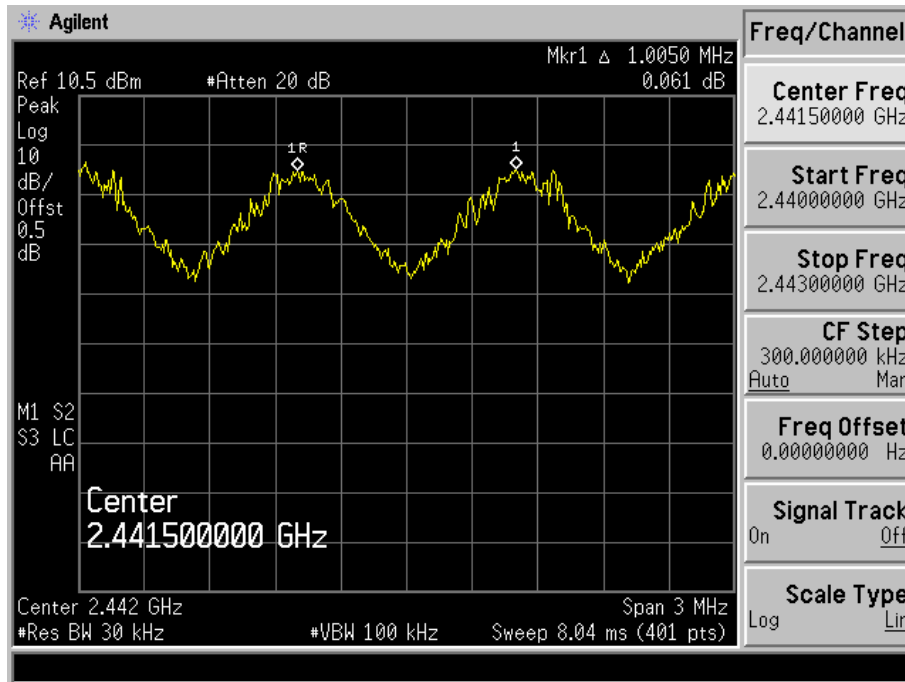 Agilent
Freq/Channel
Mkr1 Δ 1.0050 MHz
Ref 10.5 dBm #Atten 20 dB 0.061 dB
Peak
Log
10
dB/
Offst
0.5
dB
1R
1
M1 S2
S3 LC
AA
Center
2.441500000 GHz
Center 2.442 GHz Span 3 MHz
#Res BW 30 kHz #VBW 100 kHz Sweep 8.04 ms (401 pts)
Center Freq
2.44150000 GHz
Start Freq
2.44000000 GHz
Stop Freq
2.44300000 GHz
CF Step
300.000000 kHz
Auto Man
Freq Offset
0.00000000 Hz
Signal Track
On Off
Scale Type
Log Lin